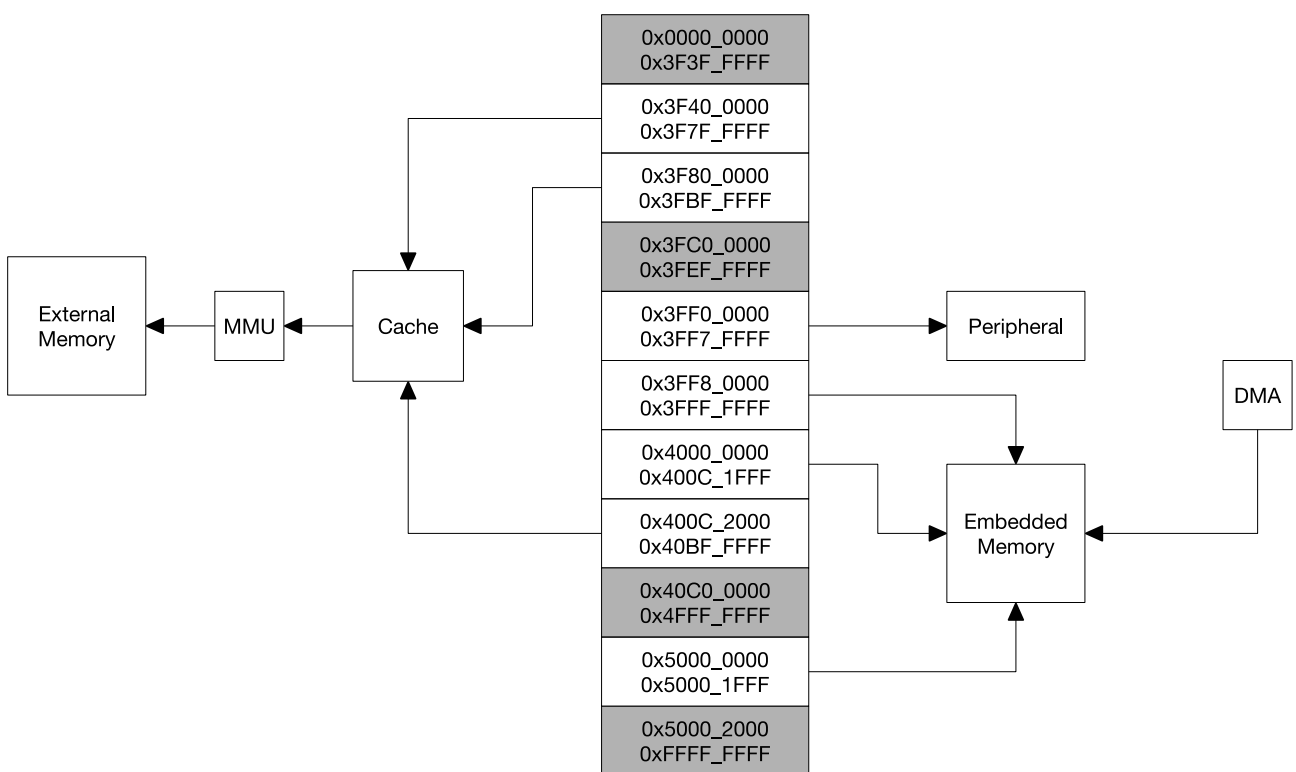 0x0000_0000
0x3F3F_FFFF
0x3F40_0000
0x3F7F_FFFF
0x3F80_0000
0x3FBF_FFFF
0x3FC0_0000
0x3FEF_FFFF
External
Memory
MMU
Cache
0x3FF0_0000
0x3FF7_FFFF
Peripheral
0x3FF8_0000
0x3FFF_FFFF
DMA
0x4000_0000
0x400C_1FFF
0x400C_2000
0x40BF_FFFF
Embedded
Memory
0x40C0_0000
0x4FFF_FFFF
0x5000_0000
0x5000_1FFF
0x5000_2000
0xFFFF_FFFF